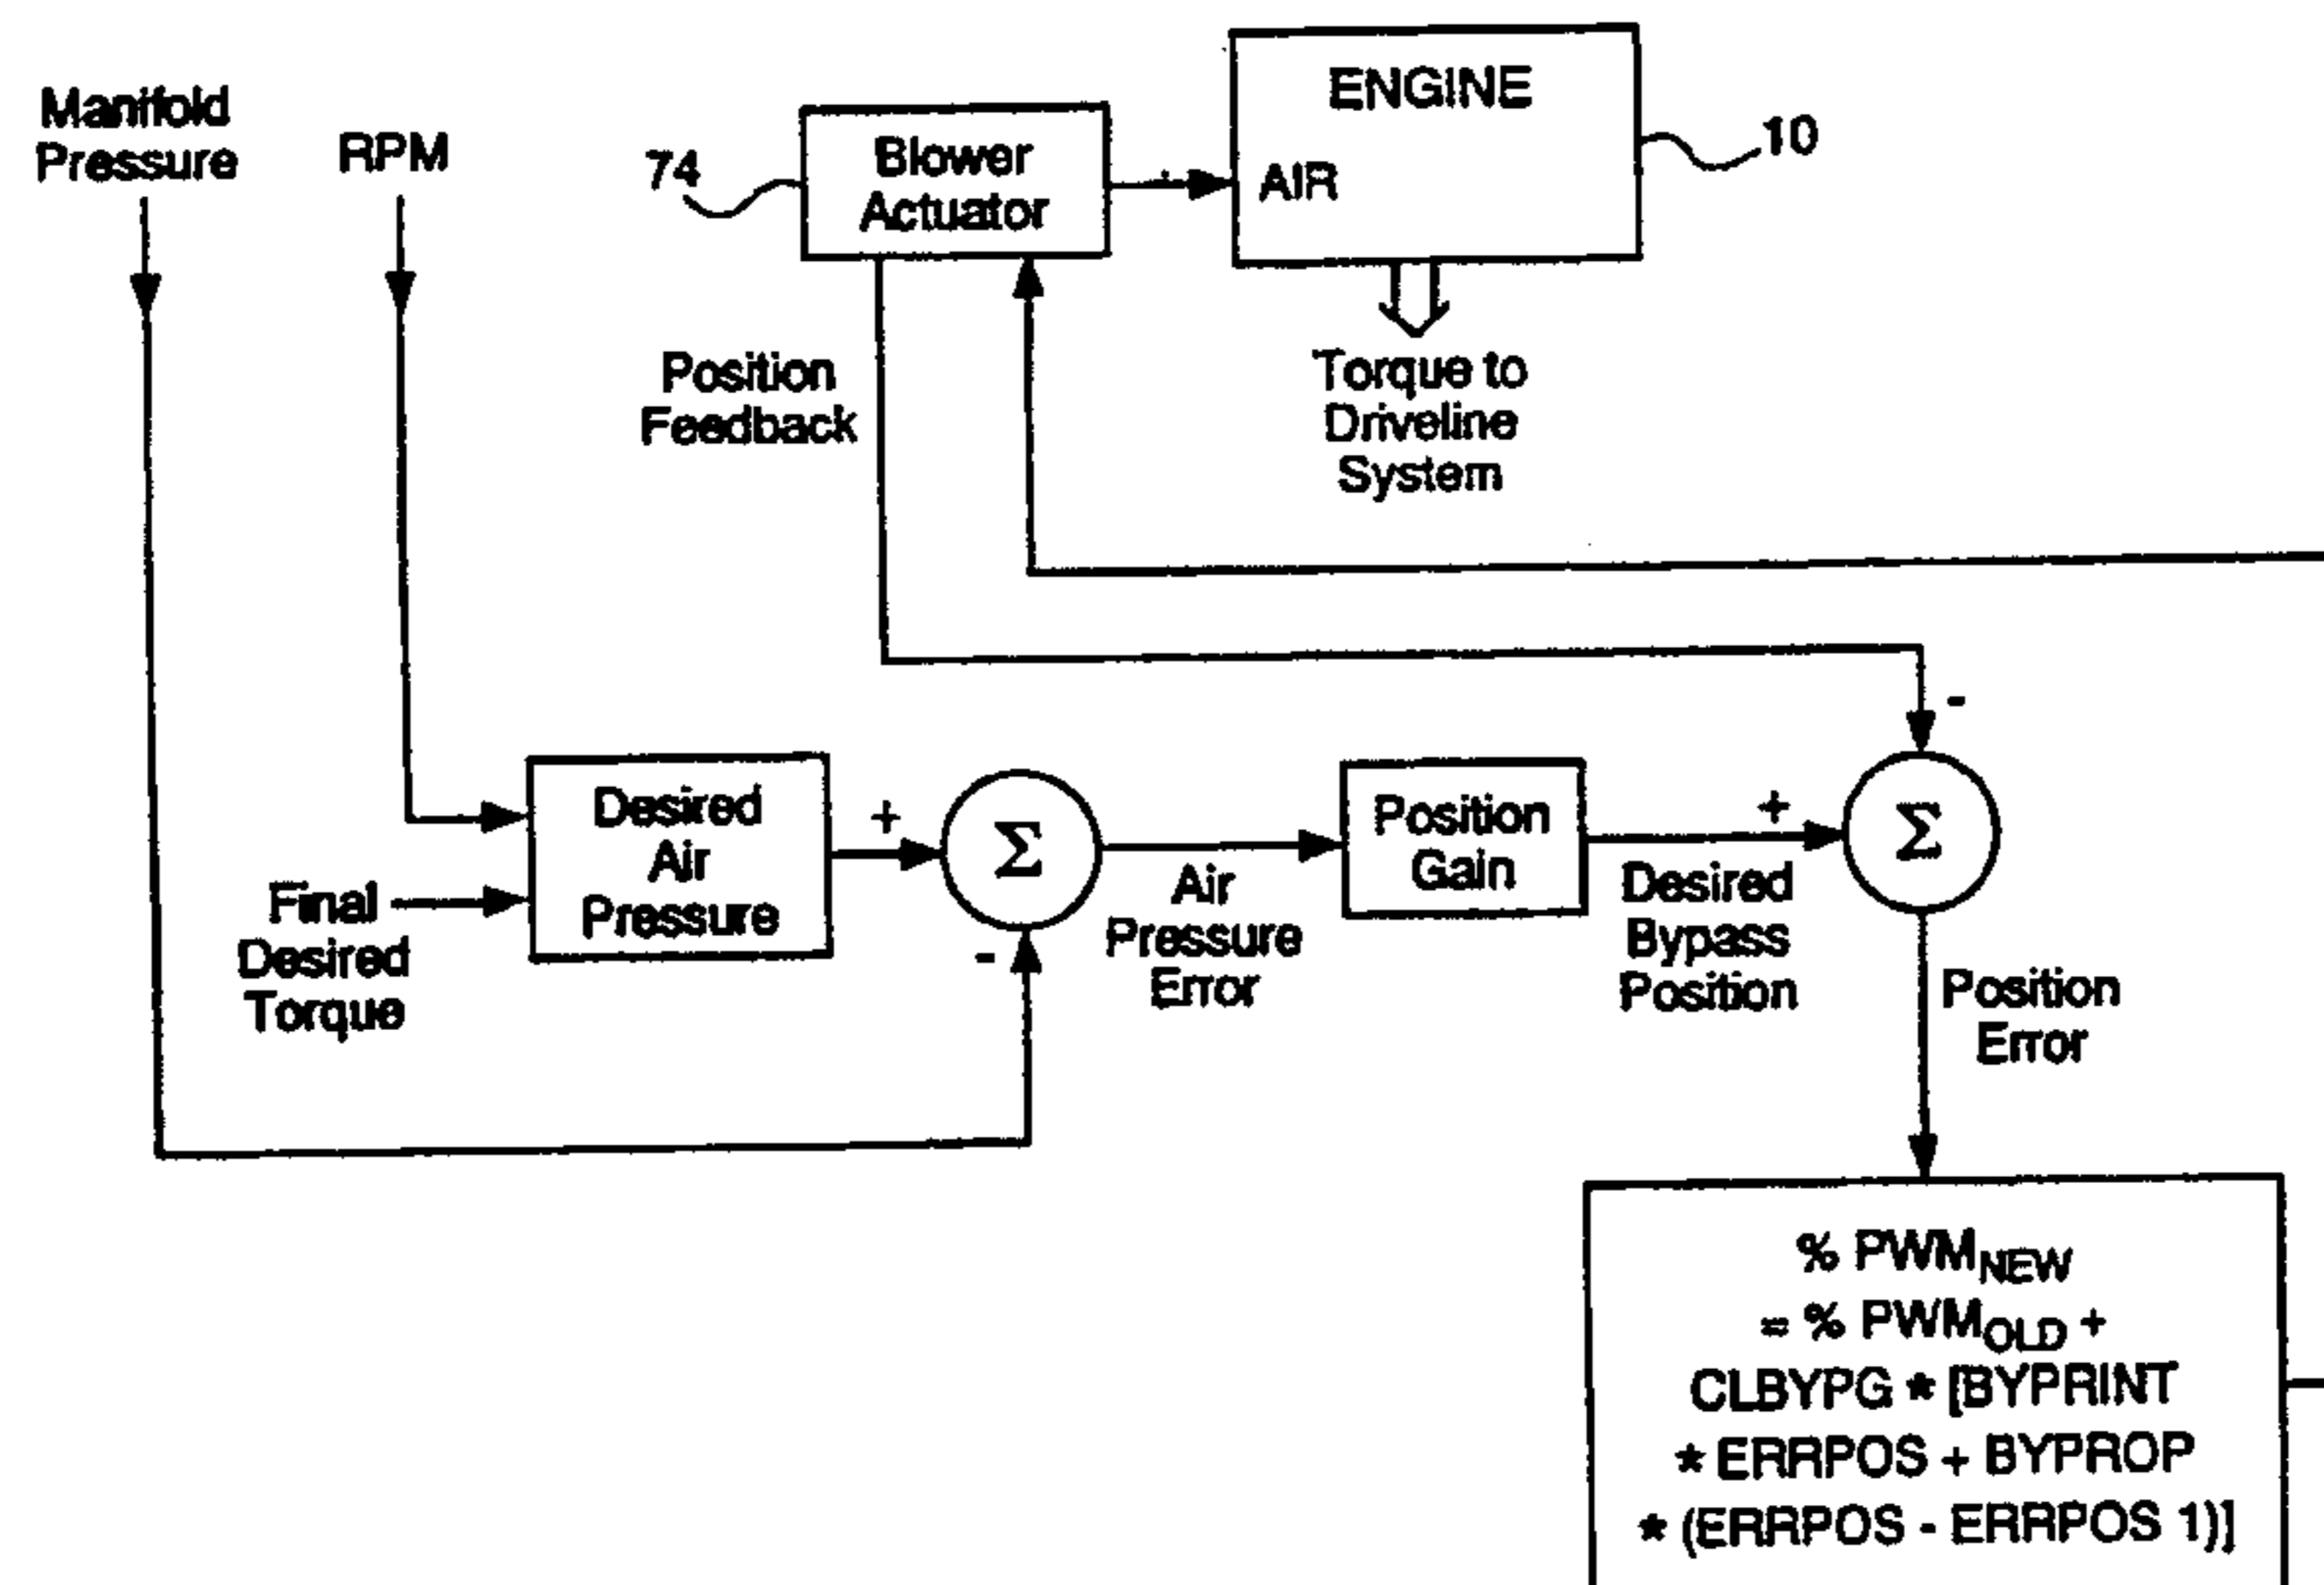 Manifold
Pressure
RPM
74
Blower
Actuator
ENGINE
AIR
10
Position
Feedback
Torque to
Driveline
System
-
Desired
Air
Pressure
+
Σ
-
Final
Desired
Torque
Air
Pressure
Error
Position
Gain
+
Desired
Bypass
Position
Σ
Position
Error
% PWM_NEW
= % PWM_OLD +
CLBYPG * [BYPRINT
* ERRPOS + BYPROP
* (ERRPOS - ERRPOS 1)]